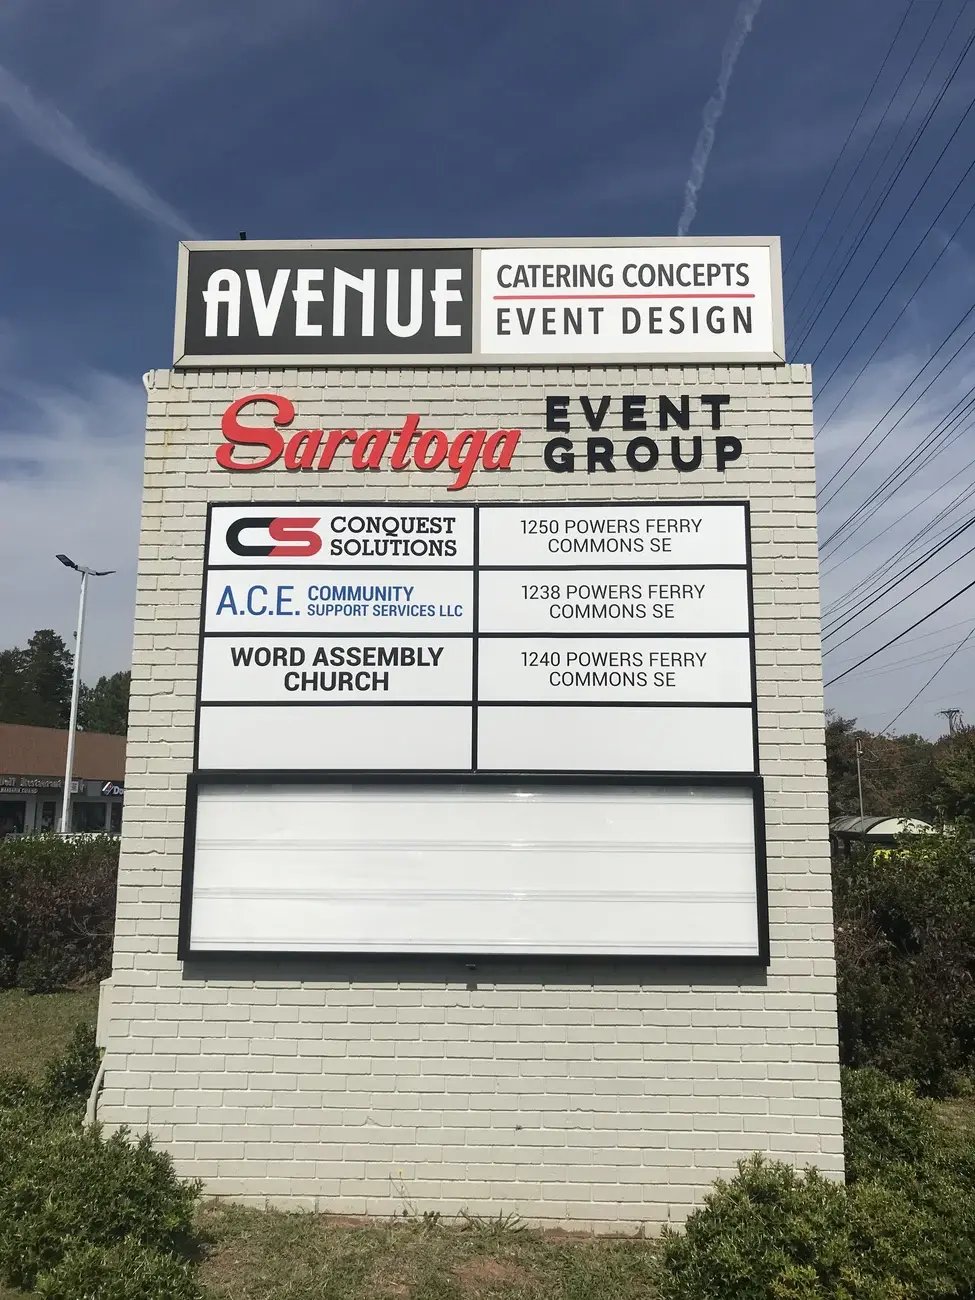 AVENUE
CATERING CONCEPTS
EVENT DESIGN
Saratoga
EVENT
GROUP
CS CONQUEST
SOLUTIONS
1250 POWERS FERRY
COMMONS SE
A.C.E. COMMUNITY
SUPPORT SERVICES LLC
1238 POWERS FERRY
COMMONS SE
WORD ASSEMBLY
CHURCH
1240 POWERS FERRY
COMMONS SE